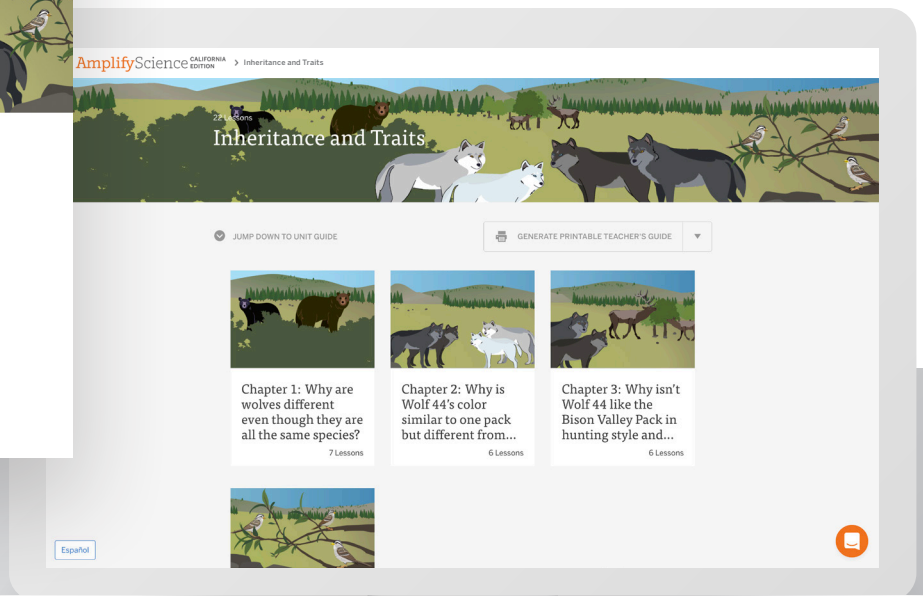 AmplifyScience CALIFORNIA EDITION > Inheritance and Traits
22 Lessons
Inheritance and Traits
JUMP DOWN TO UNIT GUIDE
GENERATE PRINTABLE TEACHER'S GUIDE
Chapter 1: Why are
wolves different
even though they are
all the same species?
7 Lessons
Chapter 2: Why is
Wolf 44's color
similar to one pack
but different from...
6 Lessons
Chapter 3: Why isn't
Wolf 44 like the
Bison Valley Pack in
hunting style and...
6 Lessons
Español